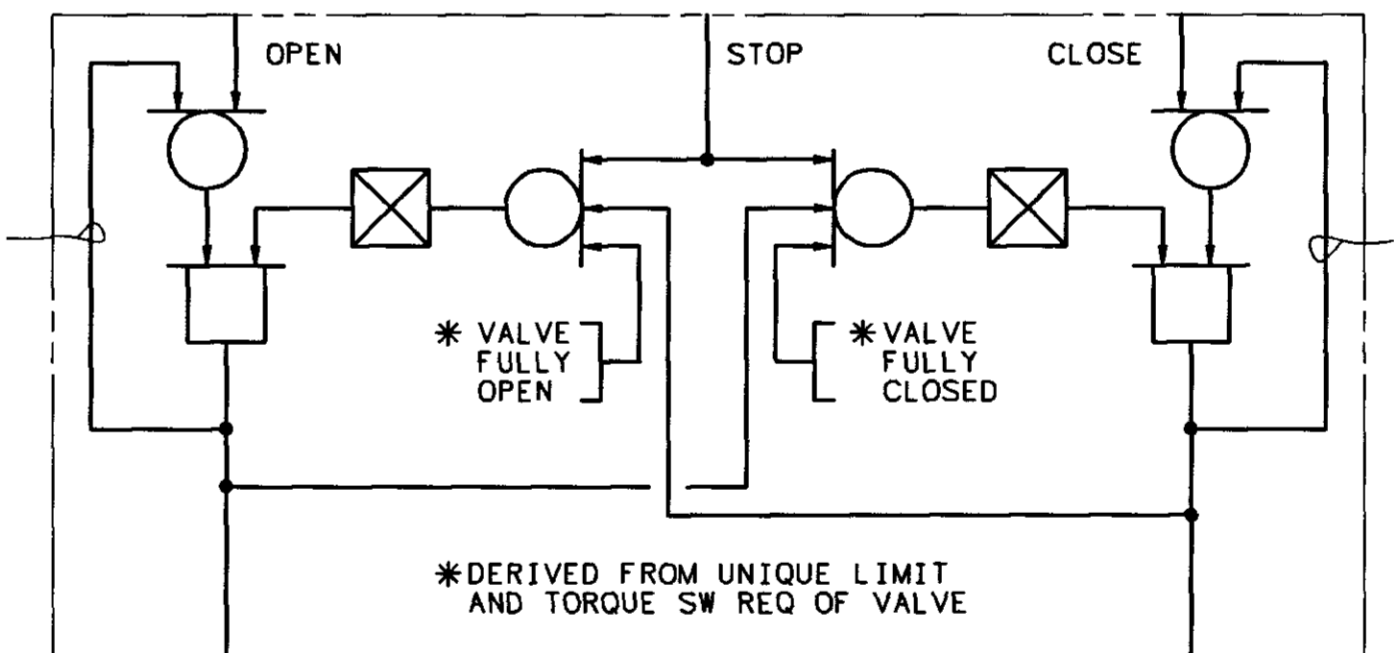 OPEN
STOP
CLOSE
✳ VALVE
FULLY
OPEN
✳ VALVE
FULLY
CLOSED
✳ DERIVED FROM UNIQUE LIMIT
AND TORQUE SW REQ OF VALVE